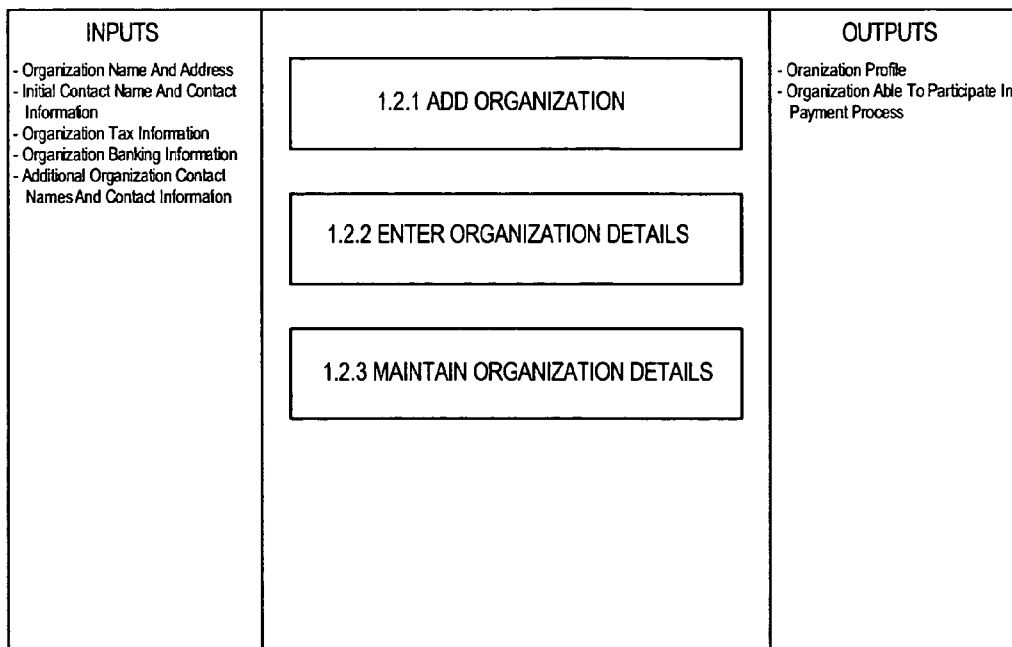 INPUTS
- Organization Name And Address
- Initial Contact Name And Contact
Information
- Organization Tax Information
- Organization Banking Information
- Additional Organization Contact
Names And Contact Informaion
1.2.1 ADD ORGANIZATION
1.2.2 ENTER ORGANIZATION DETAILS
1.2.3 MAINTAIN ORGANIZATION DETAILS
OUTPUTS
- Oranization Profile
- Organization Able To Participate In
Payment Process